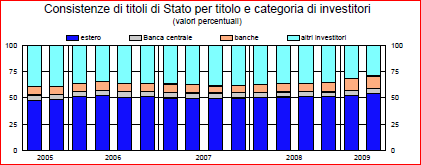 Consistenze di titoli di Stato per titolo e categoria di investitori
(valori percentuali)
estero Banca centrale banche altri investitori
100 100
75 75
50 50
25 25
0 0
2005 2006 2007 2008 2009